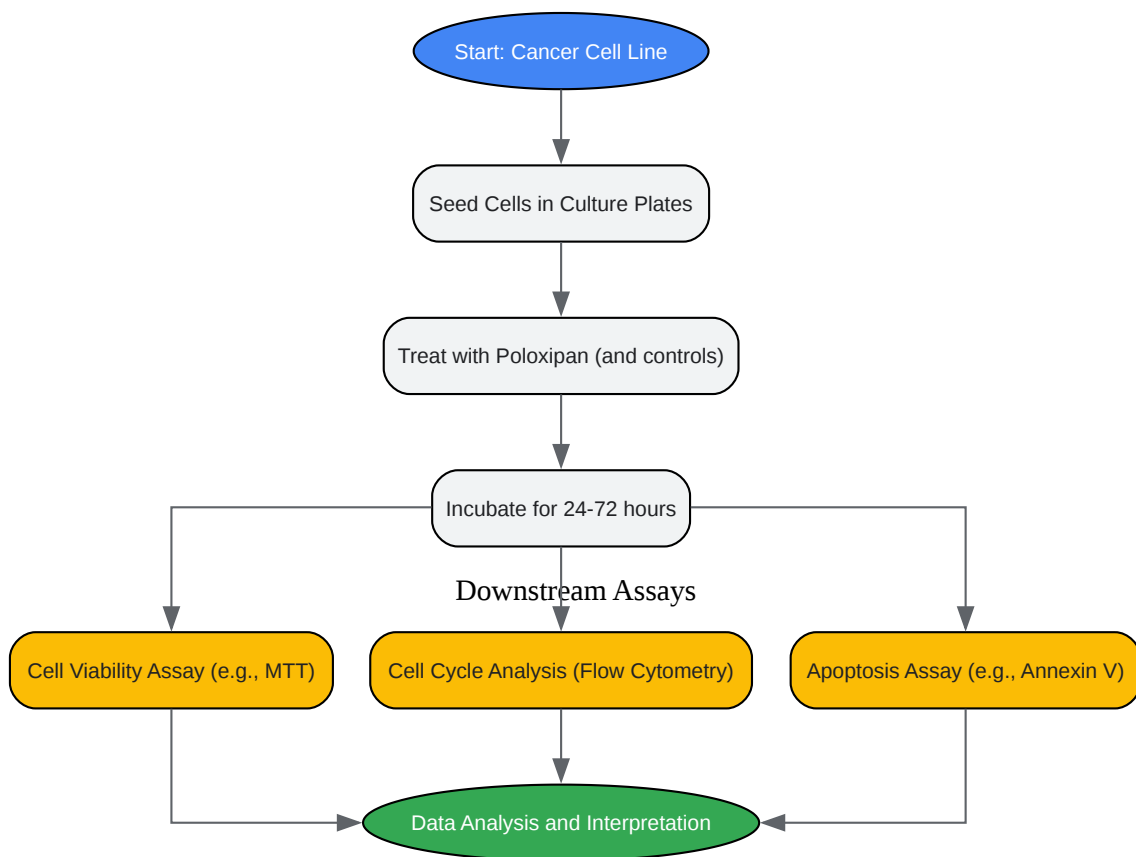 Start: Cancer Cell Line
Seed Cells in Culture Plates
Treat with Poloxipan (and controls)
Incubate for 24-72 hours
Downstream Assays
Cell Viability Assay (e.g., MTT)
Cell Cycle Analysis (Flow Cytometry)
Apoptosis Assay (e.g., Annexin V)
Data Analysis and Interpretation